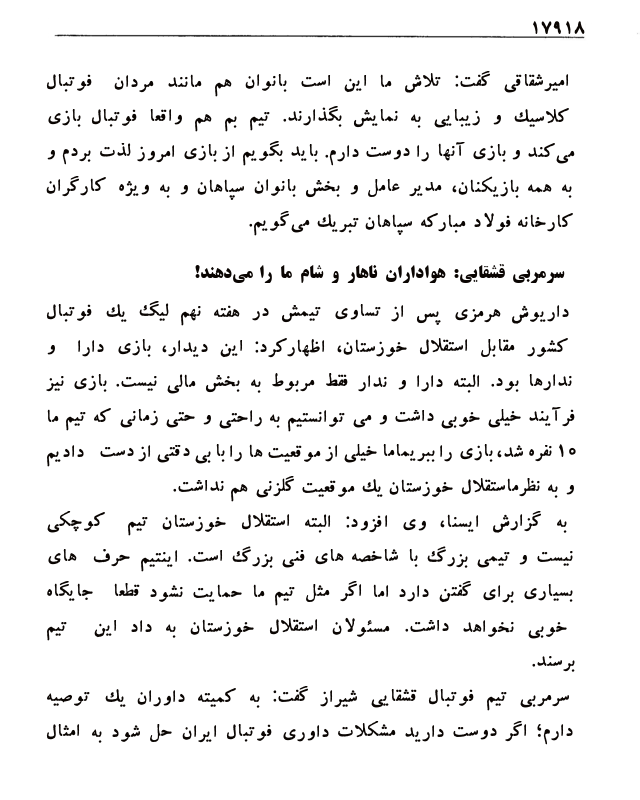 ۱۷۹۱۸
امیرشقاقی گفت: تلاش ما این است بانوان هم مانند مردان فوتبال
کلاسیك و زیبایی به نمایش بگذارند. تیم بم هم واقعا فوتبال بازی
می‌کند و بازی آنها را دوست دارم. باید بگویم از بازی امروز لذت بردم و
به همه بازیکنان، مدیر عامل و بخش بانوان سپاهان و به ویژه کارگران
کارخانه فولاد مبارکه سپاهان تبریك می‌گویم.
سرمربی قشقایی: هواداران ناهار و شام ما را می‌دهند!
داریوش هرمزی پس از تساوی تیمش در هفته نهم لیگ یك فوتبال
کشور مقابل استقلال خوزستان، اظهارکرد: این دیدار، بازی دارا و
ندارها بود. البته دارا و ندار فقط مربوط به بخش مالی نیست. بازی نیز
فرآیند خیلی خوبی داشت و می توانستیم به راحتی و حتی زمانی که تیم ما
۱۰ نفره شد، بازی را ببریماما خیلی از موقعیت ها را با بی دقتی از دست دادیم
و به نظرماستقلال خوزستان یك موقعیت گلزنی هم نداشت.
به گزارش ایسنا، وی افزود: البته استقلال خوزستان تیم کوچکی
نیست و تیمی بزرگ با شاخصه های فنی بزرگ است. اینتیم حرف های
بسیاری برای گفتن دارد اما اگر مثل تیم ما حمایت نشود قطعا جایگاه
خوبی نخواهد داشت. مسئولان استقلال خوزستان به داد این تیم
برسند.
سرمربی تیم فوتبال قشقایی شیراز گفت: به کمیته داوران یك توصیه
دارم؛ اگر دوست دارید مشکلات داوری فوتبال ایران حل شود به امثال